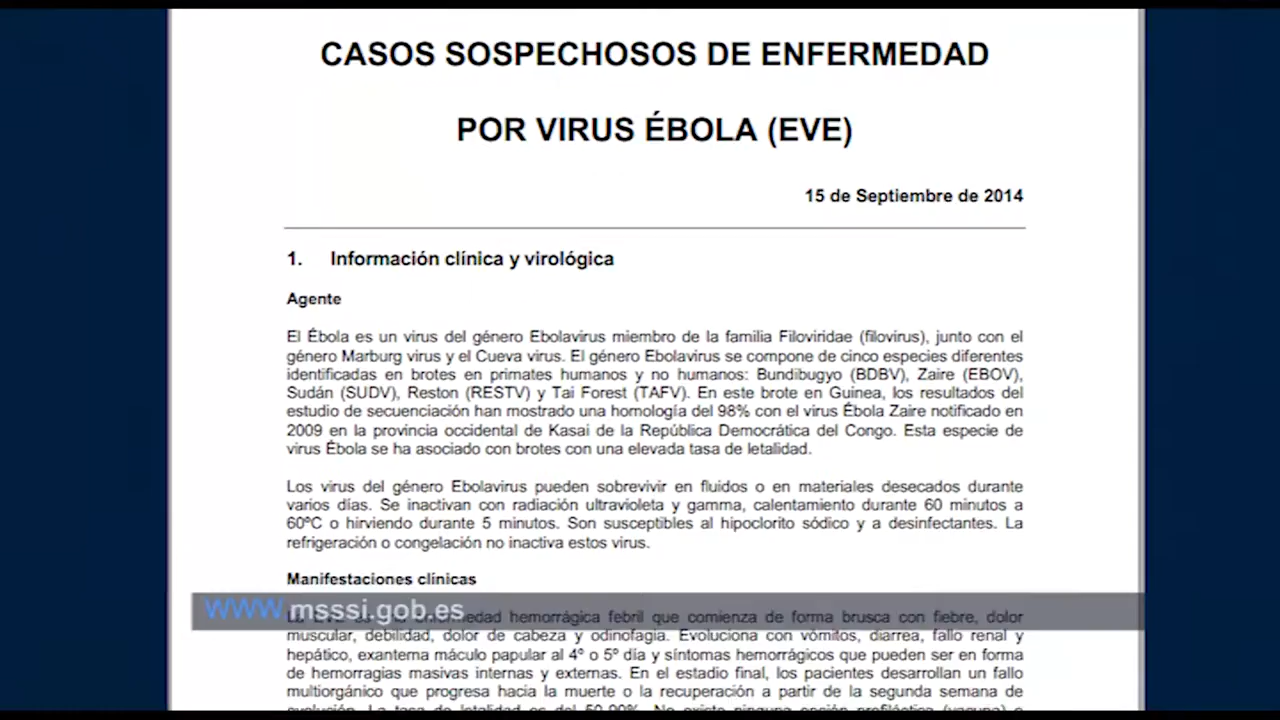 CASOS SOSPECHOSOS DE ENFERMEDAD
POR VIRUS ÉBOLA (EVE)
15 de Septiembre de 2014
1. Información clínica y virológica
Agente
El Ébola es un virus del género Ebolavirus miembro de la familia Filoviridae (filovirus), junto con el
género Marburg virus y el Cueva virus. El género Ebolavirus se compone de cinco especies diferentes
identificadas en brotes en primates humanos y no humanos: Bundibugyo (BDBV), Zaire (EBOV),
Sudán (SUDV), Reston (RESTV) y Tai Forest (TAFV). En este brote en Guinea, los resultados del
estudio de secuenciación han mostrado una homología del 98% con el virus Ébola Zaire notificado en
2009 en la provincia occidental de Kasai de la República Democrática del Congo. Esta especie de
virus Ébola se ha asociado con brotes con una elevada tasa de letalidad.
Los virus del género Ebolavirus pueden sobrevivir en fluidos o en materiales desecados durante
varios días. Se inactivan con radiación ultravioleta y gamma, calentamiento durante 60 minutos a
60ºC o hirviendo durante 5 minutos. Son susceptibles al hipoclorito sódico y a desinfectantes. La
refrigeración o congelación no inactiva estos virus.
Manifestaciones clínicas
www.msssi.gob.es
hemorrágica febril que comienza de forma brusca con fiebre, dolor
muscular, debilidad, dolor de cabeza y odinofagia. Evoluciona con vómitos, diarrea, fallo renal y
hepático, exantema máculo papular al 4º o 5º día y síntomas hemorrágicos que pueden ser en forma
de hemorragias masivas internas y externas. En el estadio final, los pacientes desarrollan un fallo
multiorgánico que progresa hacia la muerte o la recuperación a partir de la segunda semana de